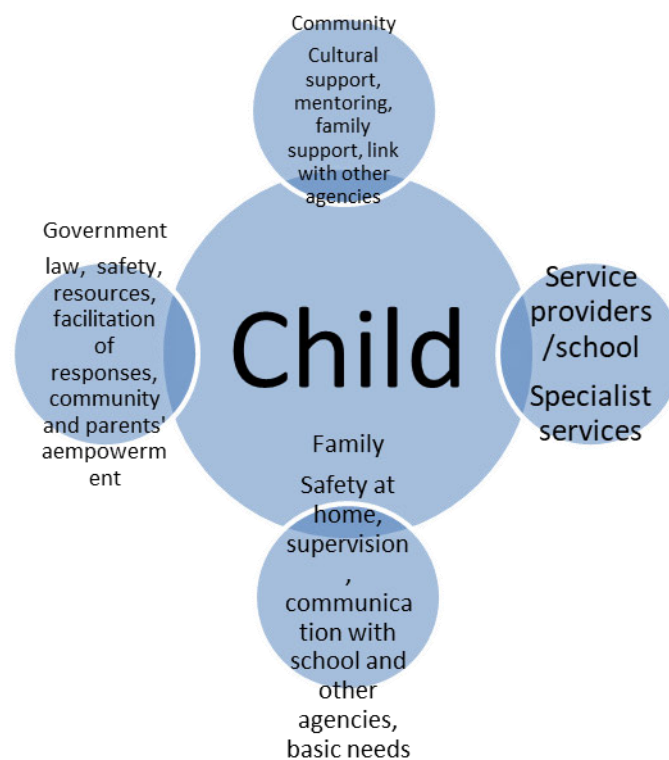 Community
Cultural
support,
mentoring,
family
support, link
with other
agencies
Government
law, safety,
resources,
facilitation
of
responses,
community
and parents'
aempowerm
ent
Child
Service
providers
/school
Specialist
services
Family
Safety at
home,
supervision
,
communica
tion with
school and
other
agencies,
basic needs